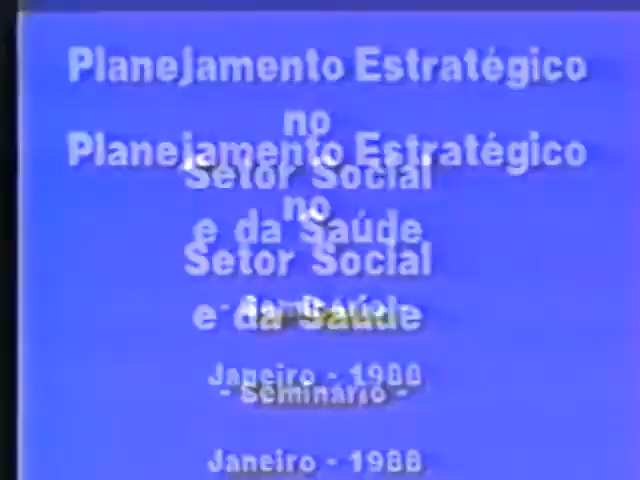 Planejamento Estratégico
no
Planejamento Estratégico
Setor Social
no
e da Saúde
Setor Social
- Seminário -
e da Saúde
Janeiro - 1988
- Seminário -
Janeiro - 1988